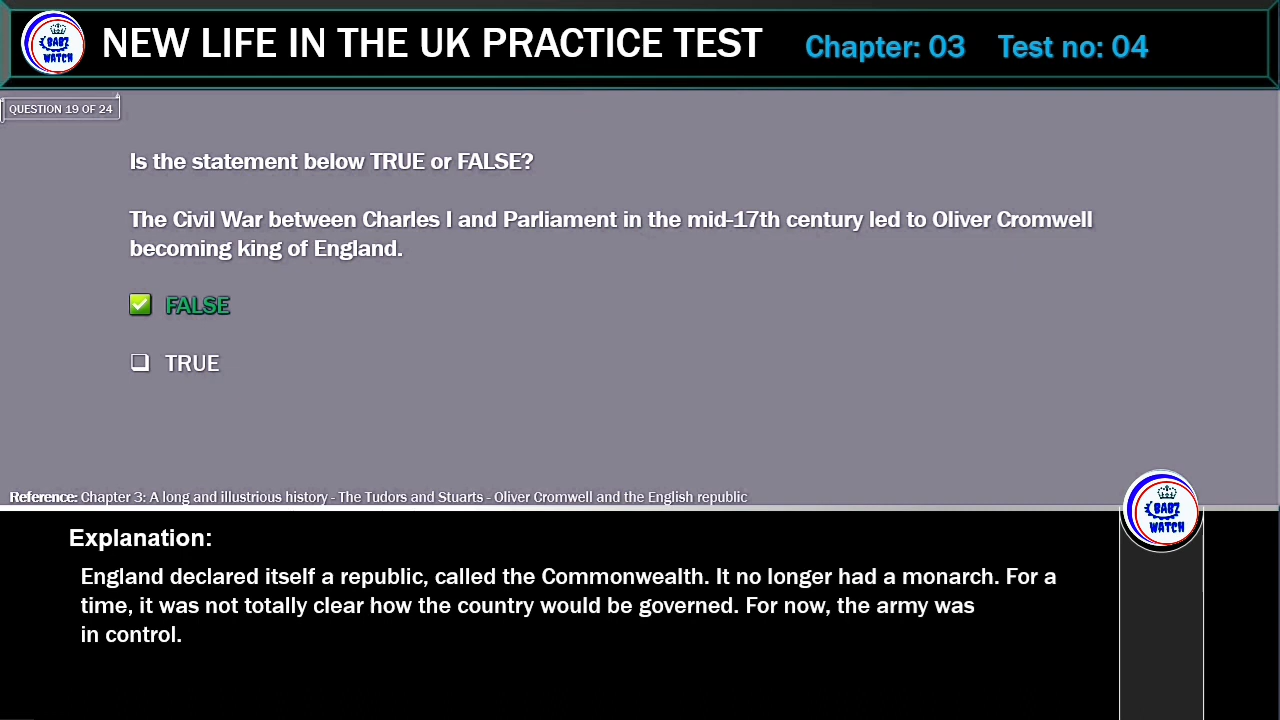 BABZ
WATCH
NEW LIFE IN THE UK PRACTICE TEST Chapter: 03 Test no: 04
QUESTION 19 OF 24
Is the statement below TRUE or FALSE?
The Civil War between Charles I and Parliament in the mid-17th century led to Oliver Cromwell
becoming king of England.
FALSE
TRUE
Reference: Chapter 3: A long and illustrious history - The Tudors and Stuarts - Oliver Cromwell and the English republic
BABZ
WATCH
Explanation:
England declared itself a republic, called the Commonwealth. It no longer had a monarch. For a
time, it was not totally clear how the country would be governed. For now, the army was
in control.